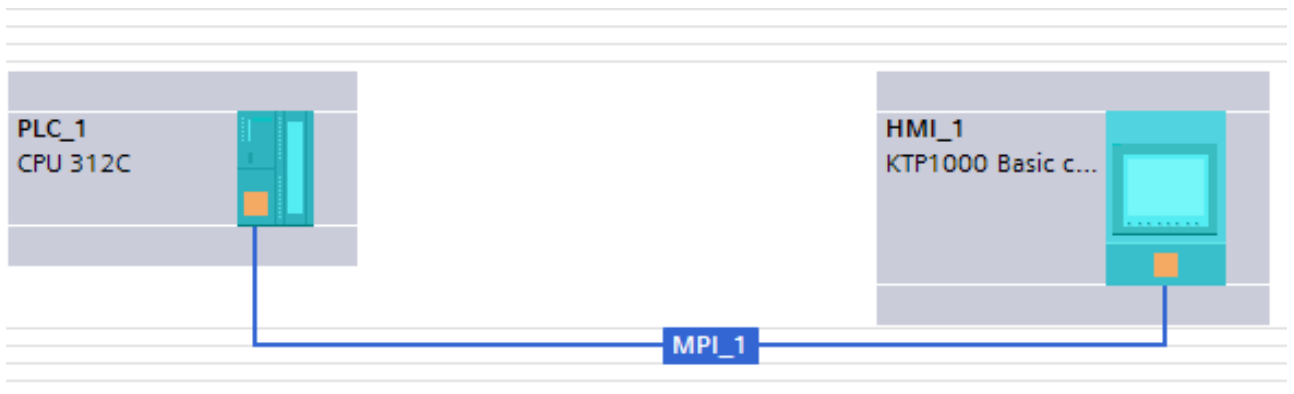 PLC_1
CPU 312C
HMI_1
KTP1000 Basic c...
MPI_1